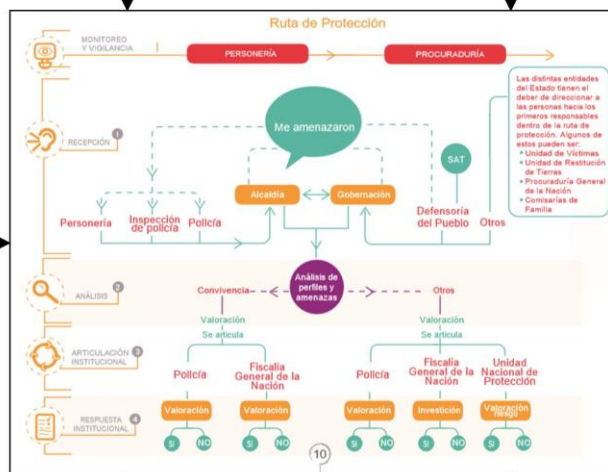 Ruta de Protección
MONITOREO
Y VIGILANCIA
PERSONERÍA
PROCURADURÍA
Las distintas entidades
del Estado tienen el
deber de direccionar a
las personas hacia los
primeros responsables
dentro de la ruta de
protección. Algunos de
estos pueden ser:
• Unidad de Víctimas
• Unidad de Restitución
de Tierras
• Procuraduría General
de la Nación
• Comisarías de
Familia
RECEPCIÓN 1
Me amenazaron
SAT
Alcaldía
Gobernación
Personería
Inspección
de policía
Policía
Defensoría
del Pueblo
Otros
ANÁLISIS 2
Análisis de
perfiles y
amenazas
Convivencia
Otros
Valoración
Valoración
Se articula
Se articula
ARTICULACIÓN 3
INSTITUCIONAL
Policía
Fiscalia
General de la
Nación
Policía
Fiscalia
General de la
Nación
Unidad
Nacional de
Protección
RESPUESTA 4
INSTITUCIONAL
Valoración
Valoración
Valoración
Investición
Valoración
riesgo
SI NO
SI NO
SI NO
SI NO
SI NO
10